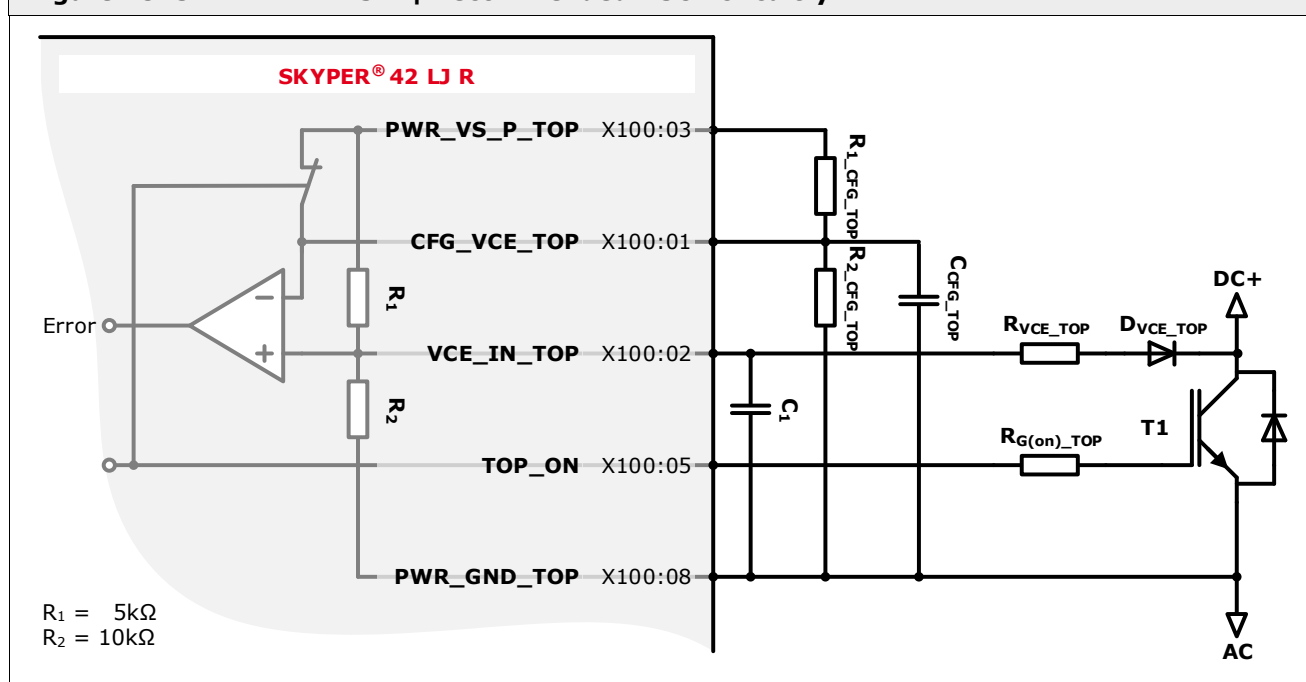 SKYPER® 42 LJ R
PWR_VS_P_TOP X100:03
R1_CFG_TOP
CFG_VCE_TOP X100:01
R2_CFG_TOP
CCFG_TOP
DC+
R1
Error
RVCE_TOP DVCE_TOP
VCE_IN_TOP X100:02
R2
C1
T1
RG(on)_TOP
TOP_ON X100:05
PWR_GND_TOP X100:08
R1 = 5kΩ
R2 = 10kΩ
AC